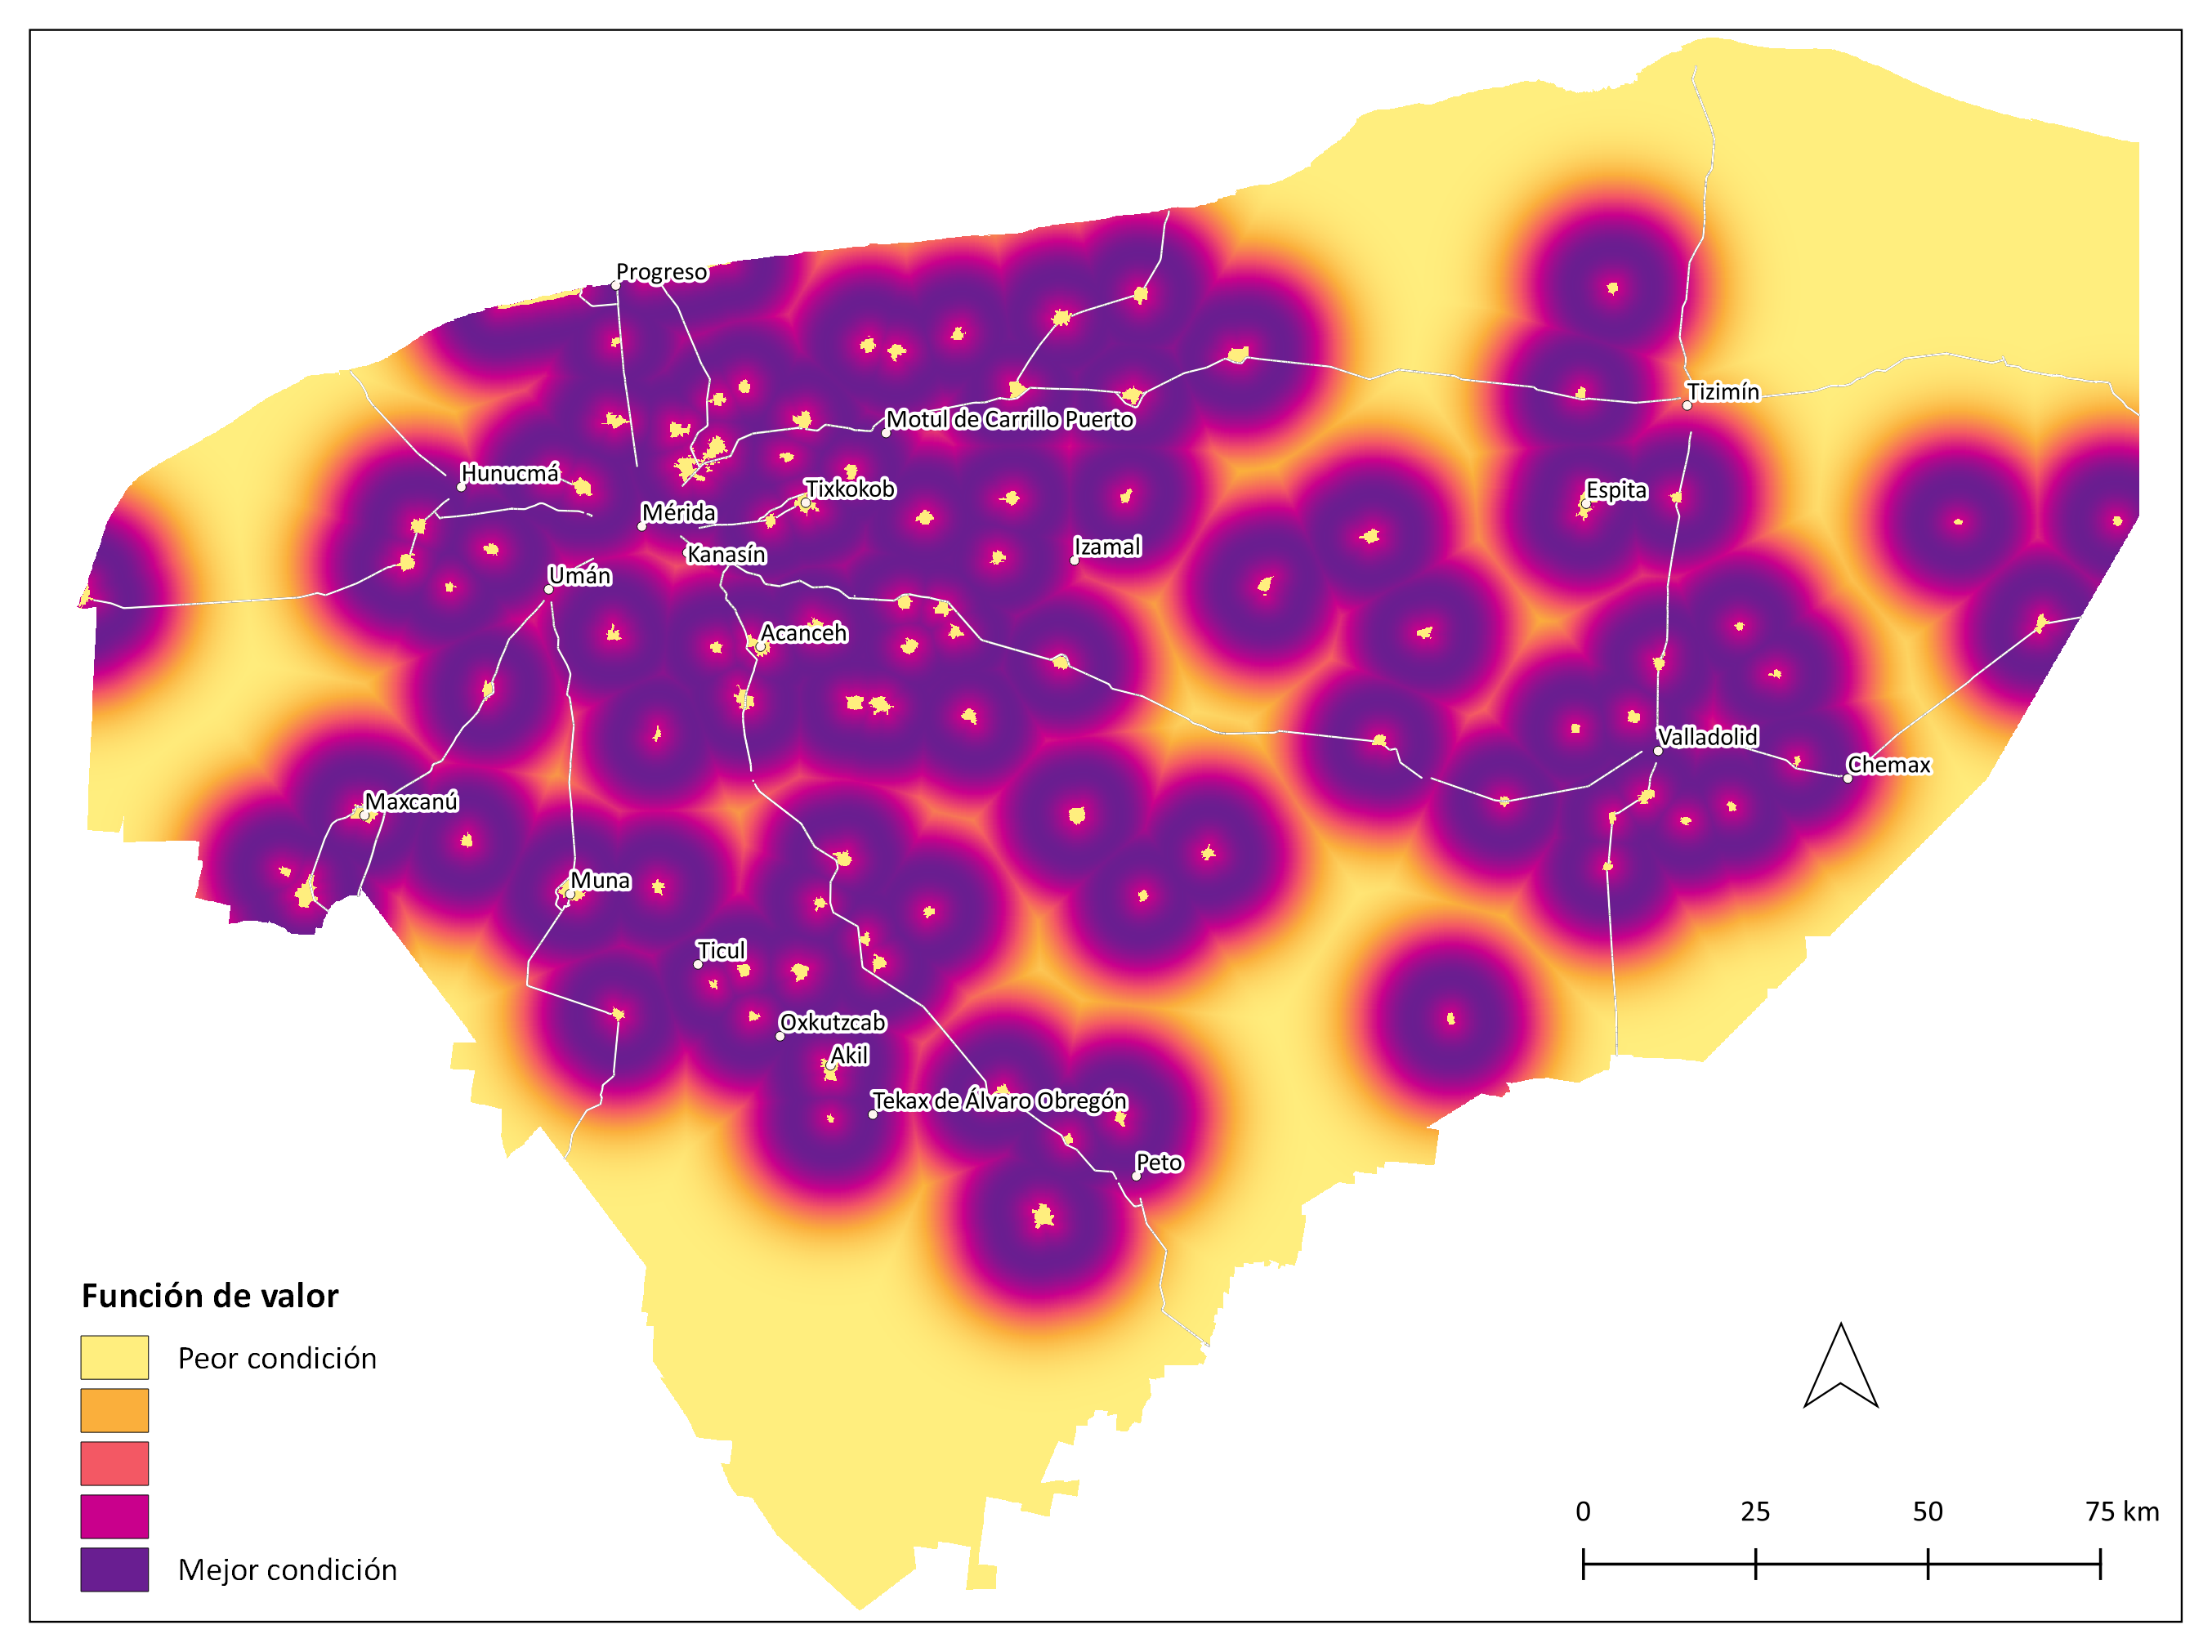 Progreso
Tizimín
Motul de Carrillo Puerto
Hunucmá
Tixkokob
Espita
Mérida
Kanasín
Izamal
Umán
Acanceh
Valladolid
Chemax
Maxcanú
Muna
Ticul
Oxkutzcab
Akil
Tekax de Álvaro Obregón
Peto
Función de valor
Peor condición
Mejor condición
0 25 50 75 km